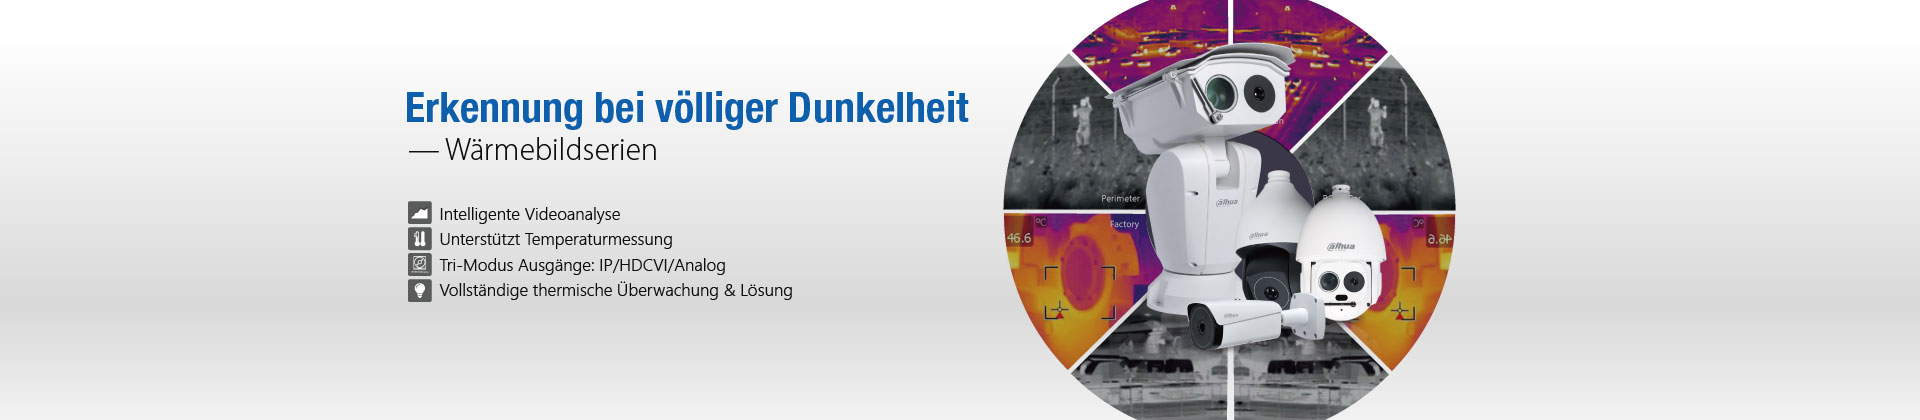 Erkennung bei völliger Dunkelheit
— Wärmebildserien
Intelligente Videoanalyse
Unterstützt Temperaturmessung
Tri-Modus Ausgänge: IP/HDCVI/Analog
Vollständige thermische Überwachung & Lösung
Perimeter
Factory
°C
46.6
°C
46.6
alhua
alhua
alhua
alhua